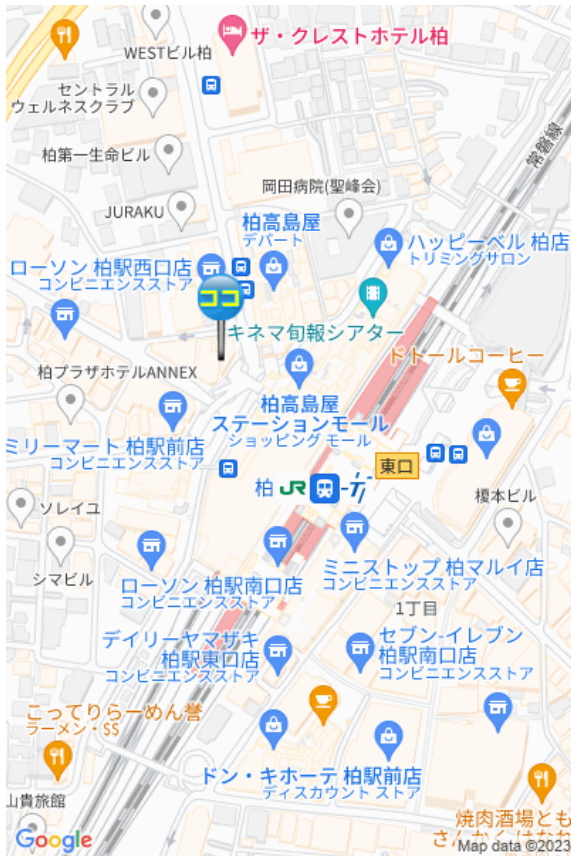 ザ・クレストホテル柏
WESTビル柏
セントラル
ウェルネスクラブ
柏第一生命ビル
常磐線
岡田病院(聖峰会)
JURAKU
柏高島屋
デパート
ハッピーベル 柏店
トリミングサロン
ローソン 柏駅西口店
コンビニエンスストア
ココ
キネマ旬報シアター
ドトールコーヒー
柏プラザホテルANNEX
柏高島屋
ステーションモール
ショッピング モール
ミリーマート 柏駅前店
コンビニエンスストア
東口
柏 JR
榎本ビル
ソレイユ
シマビル
ミニストップ 柏マルイ店
コンビニエンスストア
ローソン 柏駅南口店
コンビニエンスストア
1丁目
デイリーヤマザキ
柏駅東口店
コンビニエンスストア
セブン-イレブン
柏駅南口店
コンビニエンスストア
こってりらーめん誉
ラーメン・$$
ドン・キホーテ 柏駅前店
ディスカウント ストア
山貴旅館
焼肉酒場とも
Google
Map data ©2023